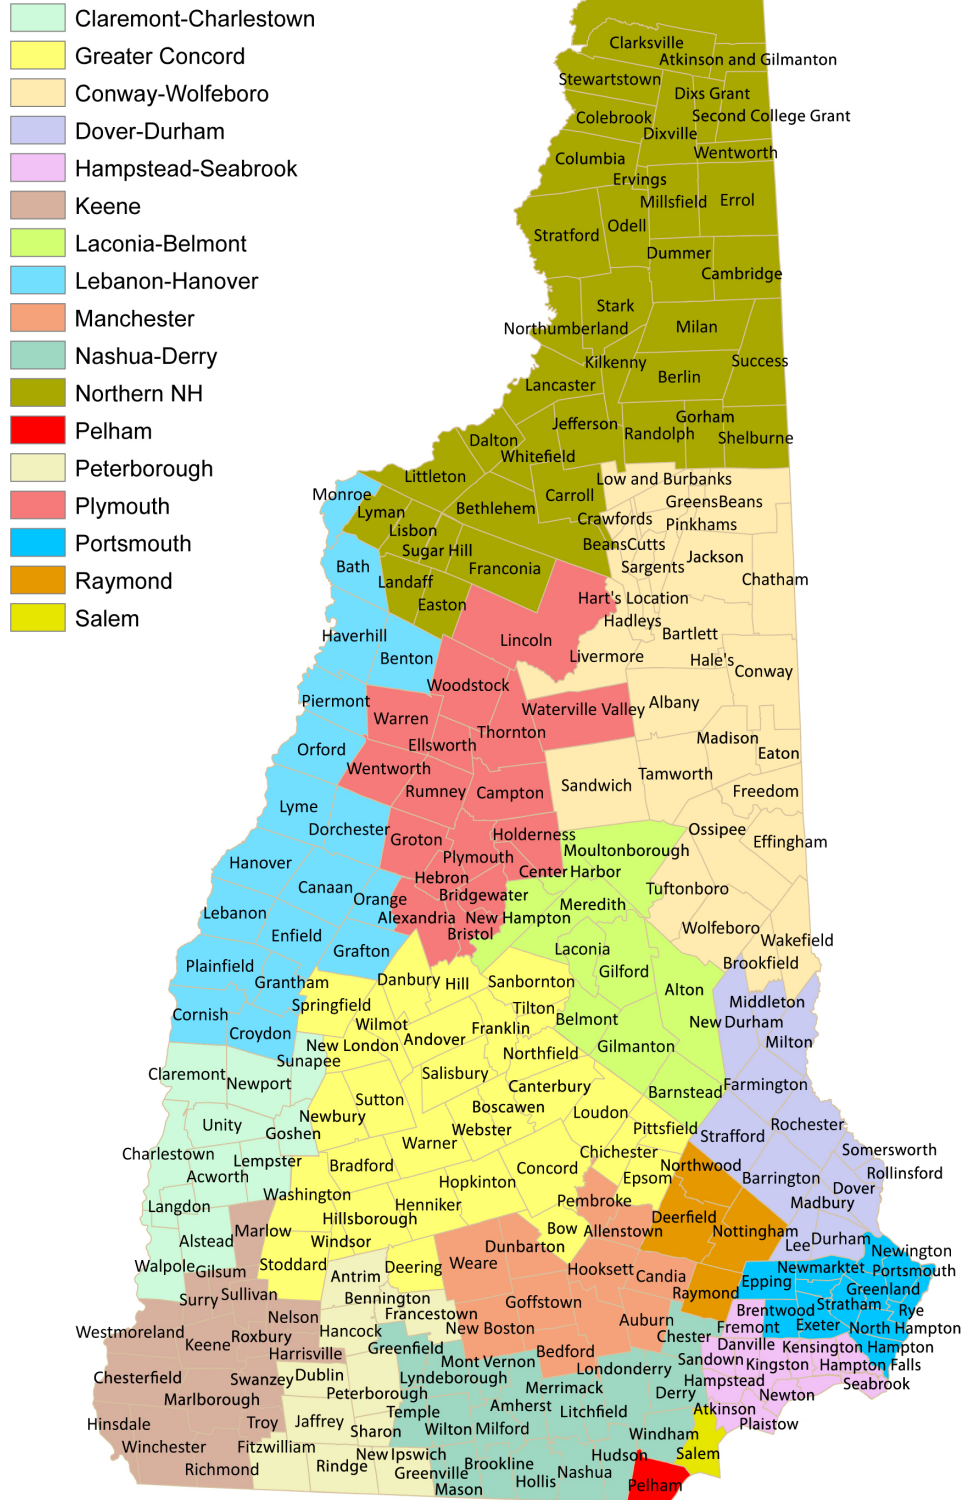 Claremont-Charlestown
Greater Concord
Conway-Wolfeboro
Dover-Durham
Hampstead-Seabrook
Keene
Laconia-Belmont
Lebanon-Hanover
Manchester
Nashua-Derry
Northern NH
Pelham
Peterborough
Plymouth
Portsmouth
Raymond
Salem
Clarksville
Atkinson and Gilmanton
Stewartstown
Dixs Grant
Colebrook
Second College Grant
Dixville
Wentworth
Columbia
Ervings
Millsfield
Errol
Odell
Stratford
Dummer
Cambridge
Stark
Northumberland
Milan
Kilkenny
Success
Berlin
Lancaster
Gorham
Jefferson
Randolph
Shelburne
Dalton
Whitefield
Littleton
Low and Burbanks
Monroe
Carroll
GreensBeans
Lyman
Bethlehem
Crawfords
Pinkhams
Lisbon
Sugar Hill
BeansCutts
Jackson
Bath
Franconia
Sargents
Landaff
Chatham
Easton
Hart's Location
Hadleys
Haverhill
Lincoln
Bartlett
Benton
Livermore
Hale's
Conway
Woodstock
Piermont
Waterville Valley
Albany
Warren
Thornton
Madison
Orford
Ellsworth
Eaton
Wentworth
Tamworth
Sandwich
Rumney
Campton
Freedom
Lyme
Dorchester
Holderness
Ossipee
Groton
Effingham
Moultonborough
Plymouth
Hanover
Center Harbor
Hebron
Canaan
Tuftonboro
Orange
Bridgewater
Meredith
Lebanon
Alexandria
New Hampton
Wolfeboro
Enfield
Bristol
Wakefield
Grafton
Laconia
Brookfield
Plainfield
Gilford
Grantham
Danbury
Hill
Sanbornton
Alton
Springfield
Middleton
Cornish
Tilton
Belmont
New Durham
Wilmot
Franklin
Croydon
Andover
Milton
New London
Gilmanton
Northfield
Sunapee
Claremont
Salisbury
Newport
Canterbury
Farmington
Barnstead
Sutton
Boscawen
Loudon
Newbury
Unity
Webster
Pittsfield
Rochester
Goshen
Strafford
Warner
Charlestown
Chichester
Somersworth
Lempster
Bradford
Concord
Northwood
Rollinsford
Acworth
Epsom
Barrington
Hopkinton
Dover
Washington
Pembroke
Madbury
Langdon
Henniker
Hillsborough
Deerfield
Marlow
Bow
Allenstown
Nottingham
Alstead
Windsor
Dunbarton
Lee
Durham
Newington
Walpole
Gilsum
Stoddard
Deering
Weare
Hooksett
Newmarktet
Portsmouth
Antrim
Candia
Epping
Surry
Sullivan
Bennington
Goffstown
Raymond
Greenland
Stratham
Nelson
Francestown
Auburn
Brentwood
Rye
Westmoreland
Roxbury
Hancock
New Boston
Chester
Fremont
Exeter
North Hampton
Keene
Harrisville
Greenfield
Bedford
Danville
Kensington
Hampton
Mont Vernon
Londonderry
Sandown
Kingston
Hampton Falls
Chesterfield
Swanzey
Dublin
Lyndeborough
Hampstead
Seabrook
Merrimack
Marlborough
Peterborough
Derry
Newton
Temple
Amherst
Litchfield
Atkinson
Hinsdale
Troy
Jaffrey
Sharon
Wilton
Milford
Windham
Plaistow
Winchester
Fitzwilliam
New Ipswich
Hudson
Salem
Richmond
Rindge
Greenville
Brookline
Nashua
Hollis
Mason
Pelham